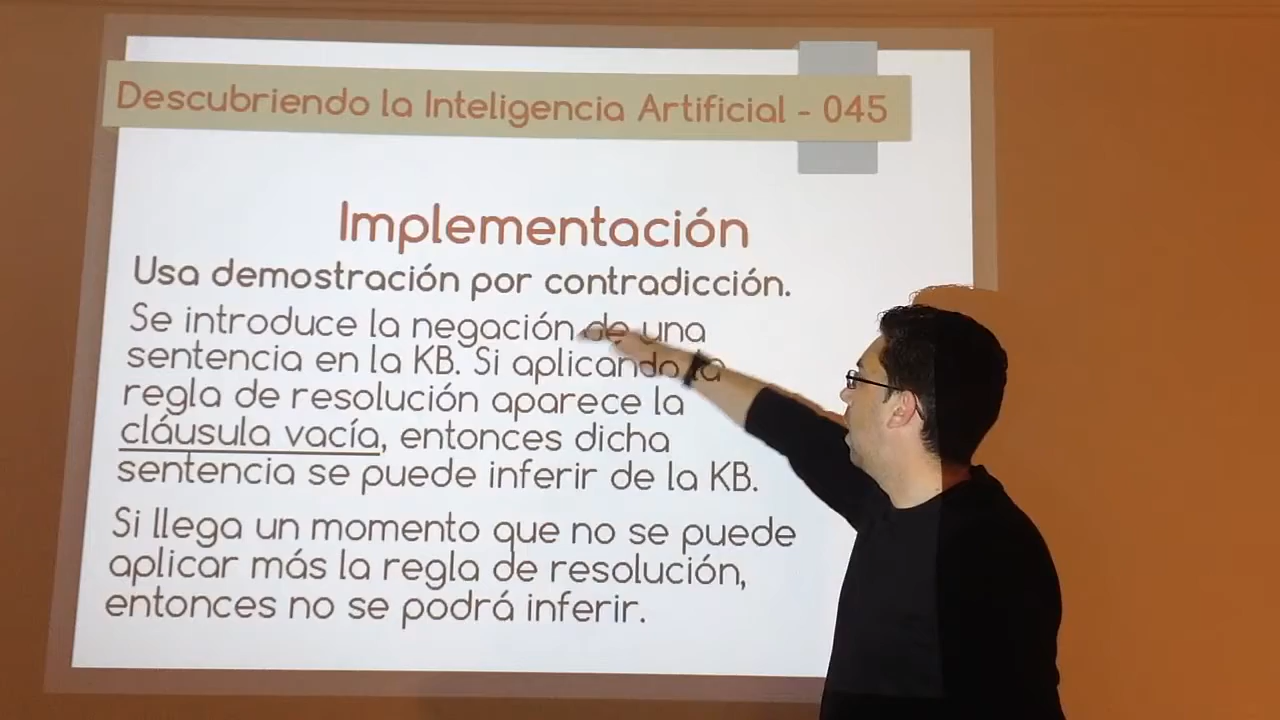 Descubriendo la Inteligencia Artificial - 045
Implementación
Usa demostración por contradicción.
Se introduce la negación de una
sentencia en la KB. Si aplicando la
regla de resolución aparece la
cláusula vacía, entonces dicha
sentencia se puede inferir de la KB.
Si llega un momento que no se puede
aplicar más la regla de resolución,
entonces no se podrá inferir.